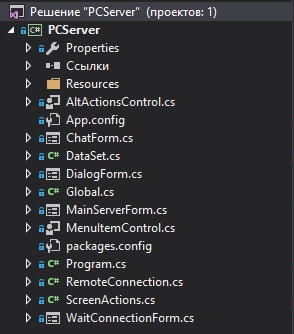 Решение "PCServer" (проектов: 1)
C# PCServer
Properties
Ссылки
Resources
AltActionsControl.cs
App.config
ChatForm.cs
C# DataSet.cs
DialogForm.cs
C# Global.cs
MainServerForm.cs
MenuItemControl.cs
packages.config
C# Program.cs
C# RemoteConnection.cs
C# ScreenActions.cs
WaitConnectionForm.cs